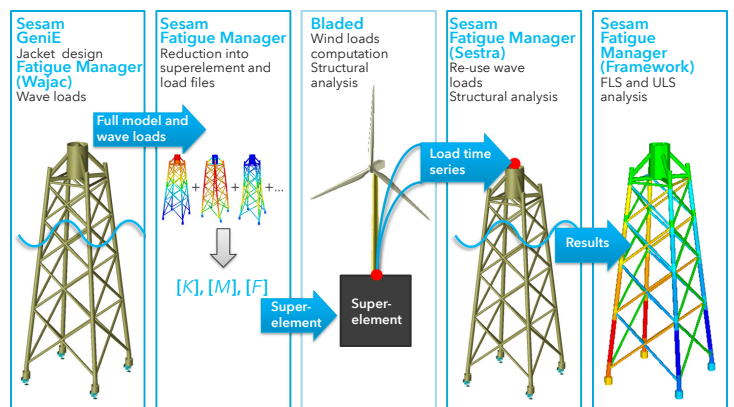 Sesam
GeniE
Jacket design
Fatigue Manager
(Wajac)
Wave loads
Full model and
wave loads
Sesam
Fatigue Manager
Reduction into
superelement and
load files
+ + +...
[K], [M], [F]
Super-
element
Bladed
Wind loads
computation
Structural
analysis
Super-
element
Load time
series
Sesam
Fatigue Manager
(Sestra)
Re-use wave
loads
Structural analysis
Results
Sesam
Fatigue
Manager
(Framework)
FLS and ULS
analysis